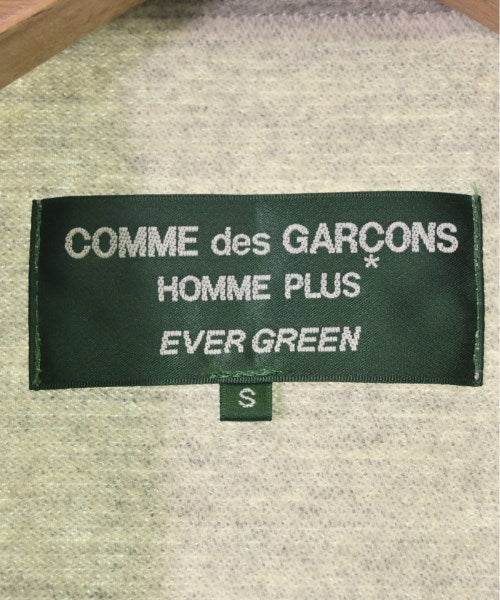 COMME des GARÇONS
HOMME PLUS*
EVER GREEN
S